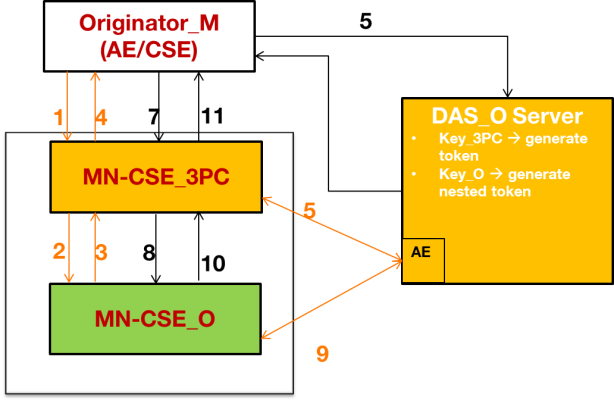 Originator_M
(AE/CSE)
5
1
4
7
11
DAS_O Server
• Key_3PC → generate
token
• Key_O → generate
nested token
MN-CSE_3PC
5
2
3
8
10
AE
MN-CSE_O
9